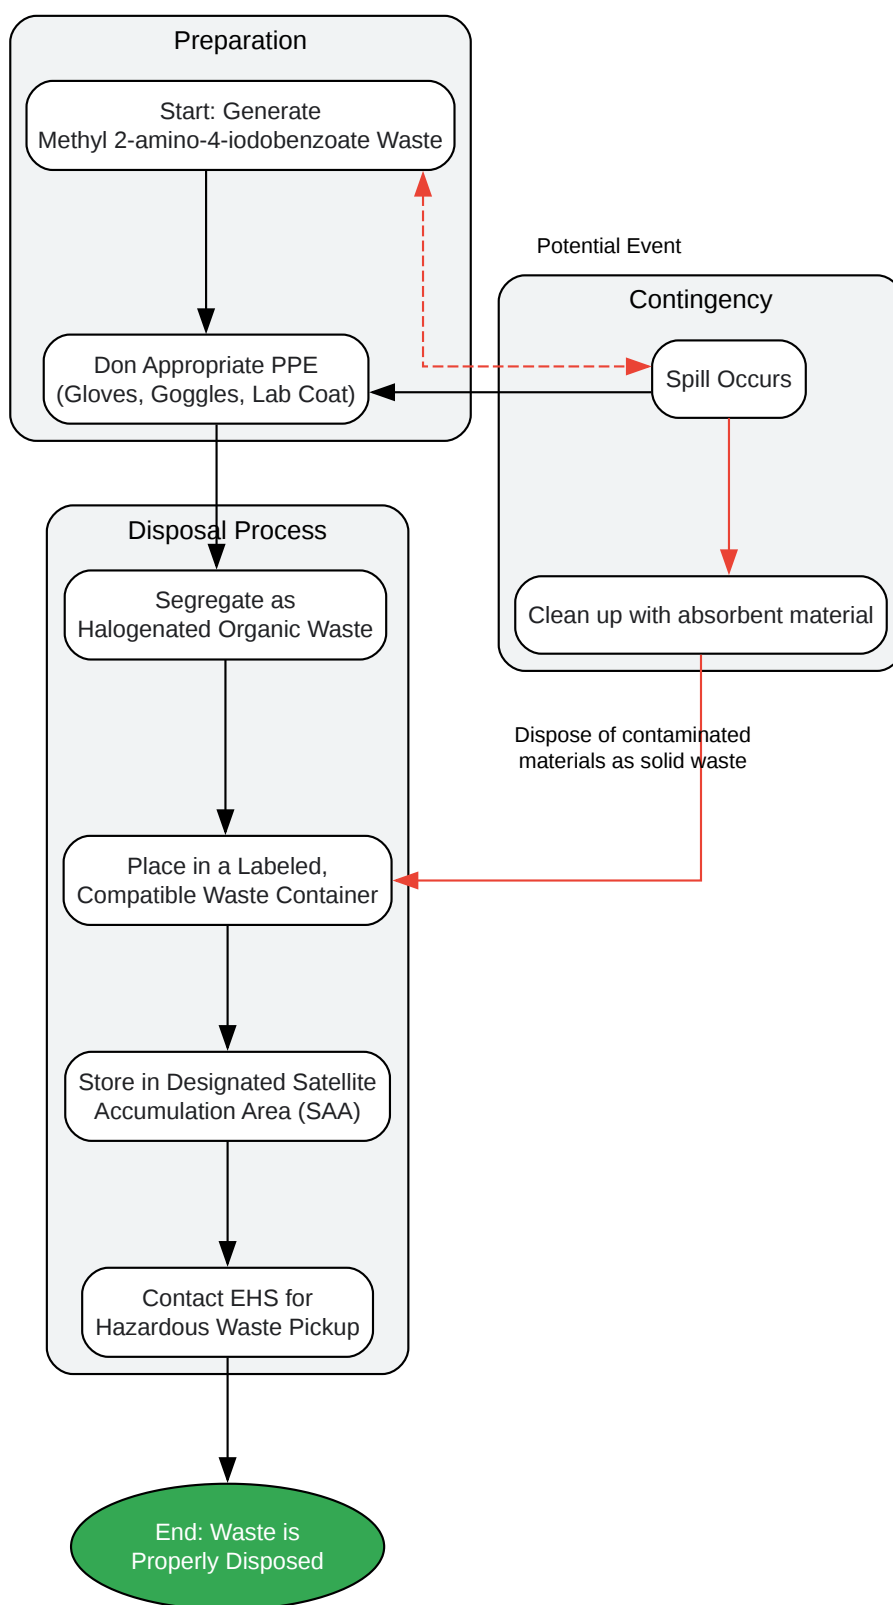 Preparation
Start: Generate
Methyl 2-amino-4-iodobenzoate Waste
Don Appropriate PPE
(Gloves, Goggles, Lab Coat)
Potential Event
Contingency
Spill Occurs
Clean up with absorbent material
Dispose of contaminated
materials as solid waste
Disposal Process
Segregate as
Halogenated Organic Waste
Place in a Labeled,
Compatible Waste Container
Store in Designated Satellite
Accumulation Area (SAA)
Contact EHS for
Hazardous Waste Pickup
End: Waste is
Properly Disposed